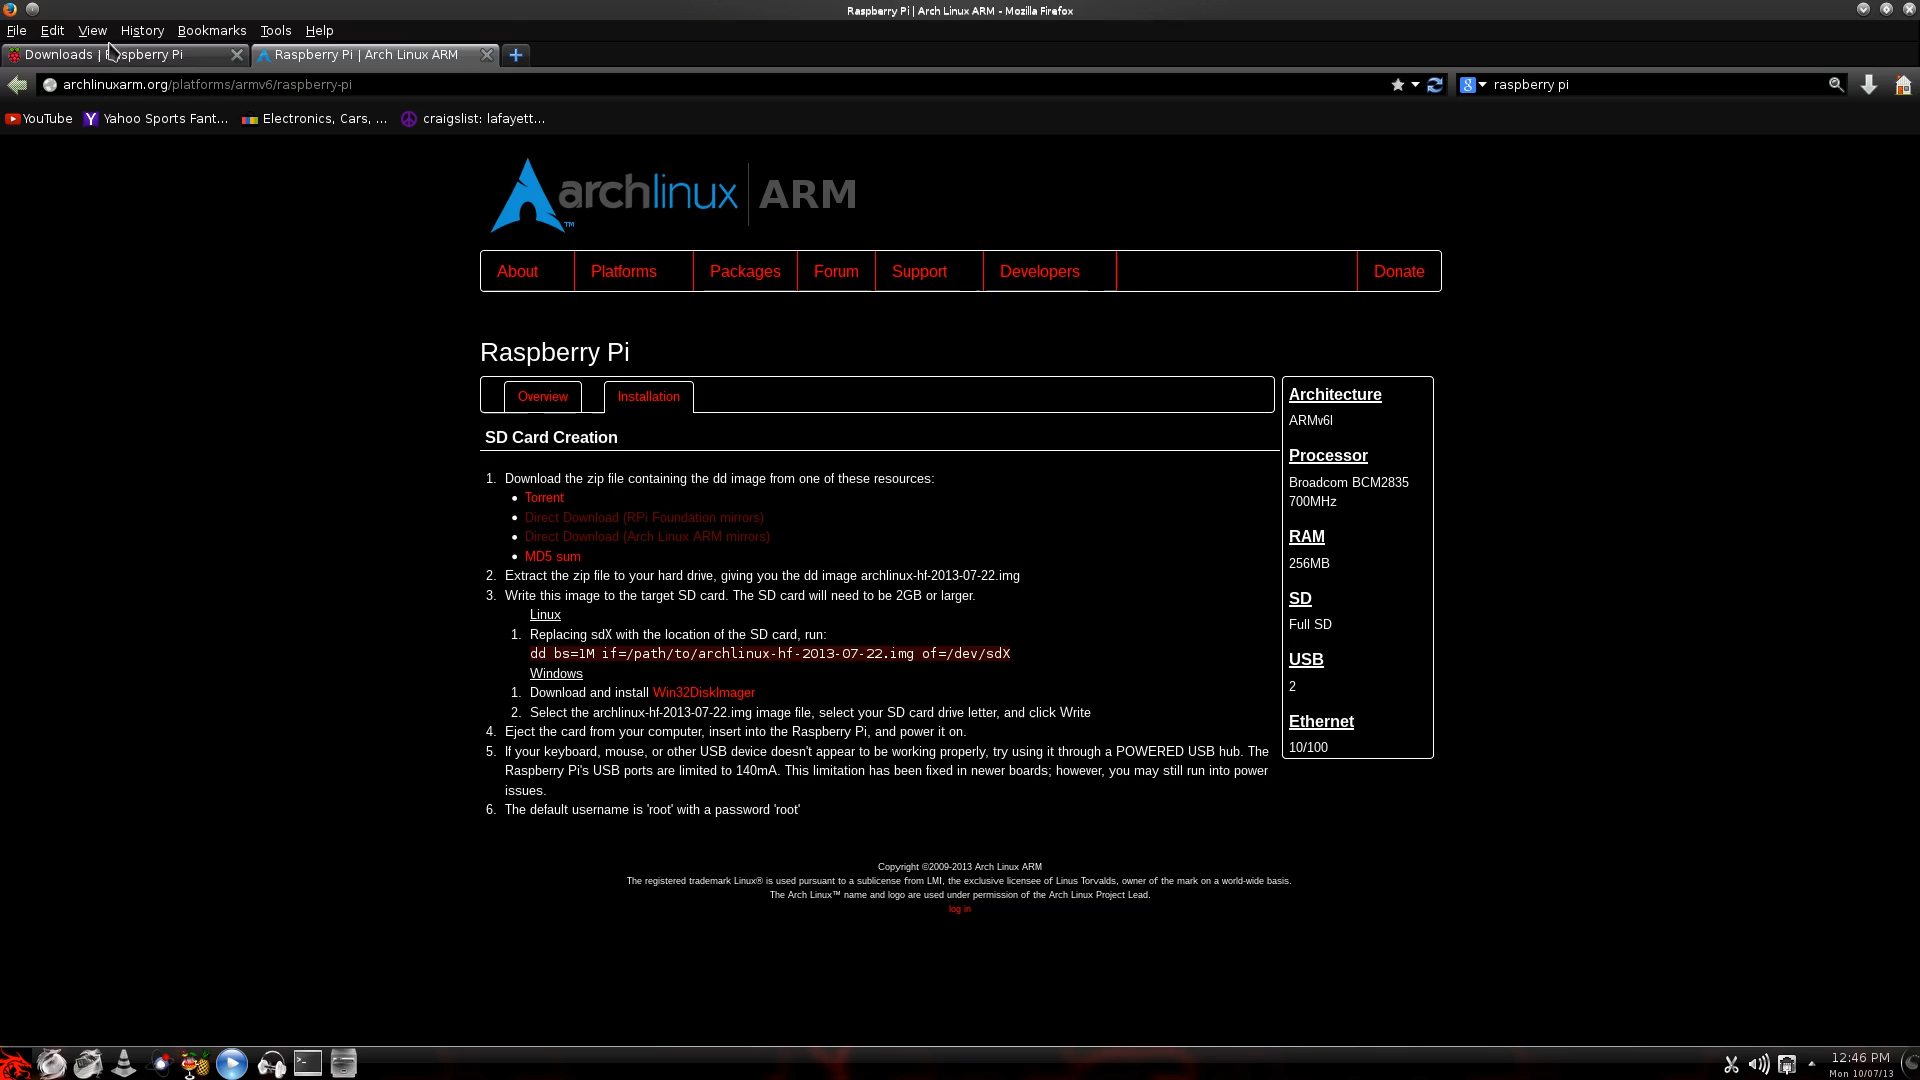 Raspberry Pi | Arch Linux ARM - Mozilla Firefox
File Edit View History Bookmarks Tools Help
Downloads | Raspberry Pi
Raspberry Pi | Arch Linux ARM
archlinuxarm.org/platforms/armv6/raspberry-pi
raspberry pi
YouTube Yahoo Sports Fant... Electronics, Cars, ... craigslist: lafayett...
archlinux ARM
TM
About Platforms Packages Forum Support Developers Donate
Raspberry Pi
Overview Installation
SD Card Creation
1. Download the zip file containing the dd image from one of these resources:
Torrent
Direct Download (RPi Foundation mirrors)
Direct Download (Arch Linux ARM mirrors)
MD5 sum
2. Extract the zip file to your hard drive, giving you the dd image archlinux-hf-2013-07-22.img
3. Write this image to the target SD card. The SD card will need to be 2GB or larger.
Linux
1. Replacing sdX with the location of the SD card, run:
dd bs=1M if=/path/to/archlinux-hf-2013-07-22.img of=/dev/sdX
Windows
1. Download and install Win32DiskImager
2. Select the archlinux-hf-2013-07-22.img image file, select your SD card drive letter, and click Write
4. Eject the card from your computer, insert into the Raspberry Pi, and power it on.
5. If your keyboard, mouse, or other USB device doesn't appear to be working properly, try using it through a POWERED USB hub. The
Raspberry Pi's USB ports are limited to 140mA. This limitation has been fixed in newer boards; however, you may still run into power
issues.
6. The default username is 'root' with a password 'root'
Architecture
ARMv6l
Processor
Broadcom BCM2835
700MHz
RAM
256MB
SD
Full SD
USB
2
Ethernet
10/100
Copyright ©2009-2013 Arch Linux ARM
The registered trademark Linux® is used pursuant to a sublicense from LMI, the exclusive licensee of Linus Torvalds, owner of the mark on a world-wide basis.
The Arch Linux™ name and logo are used under permission of the Arch Linux Project Lead.
log in
12:46 PM
Mon 10/07/13